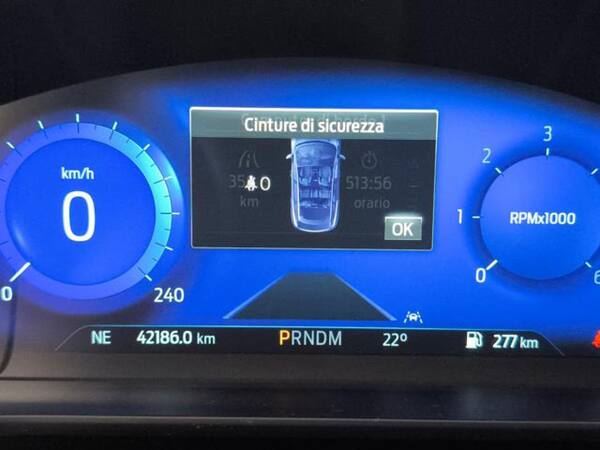 Cinture di sicurezza
km/h
0
0
35
513:56
km
orario
OK
0
240
0
1
2
3
6
RPMx1000
NE 42186.0 km PRNDM 22° 277 km